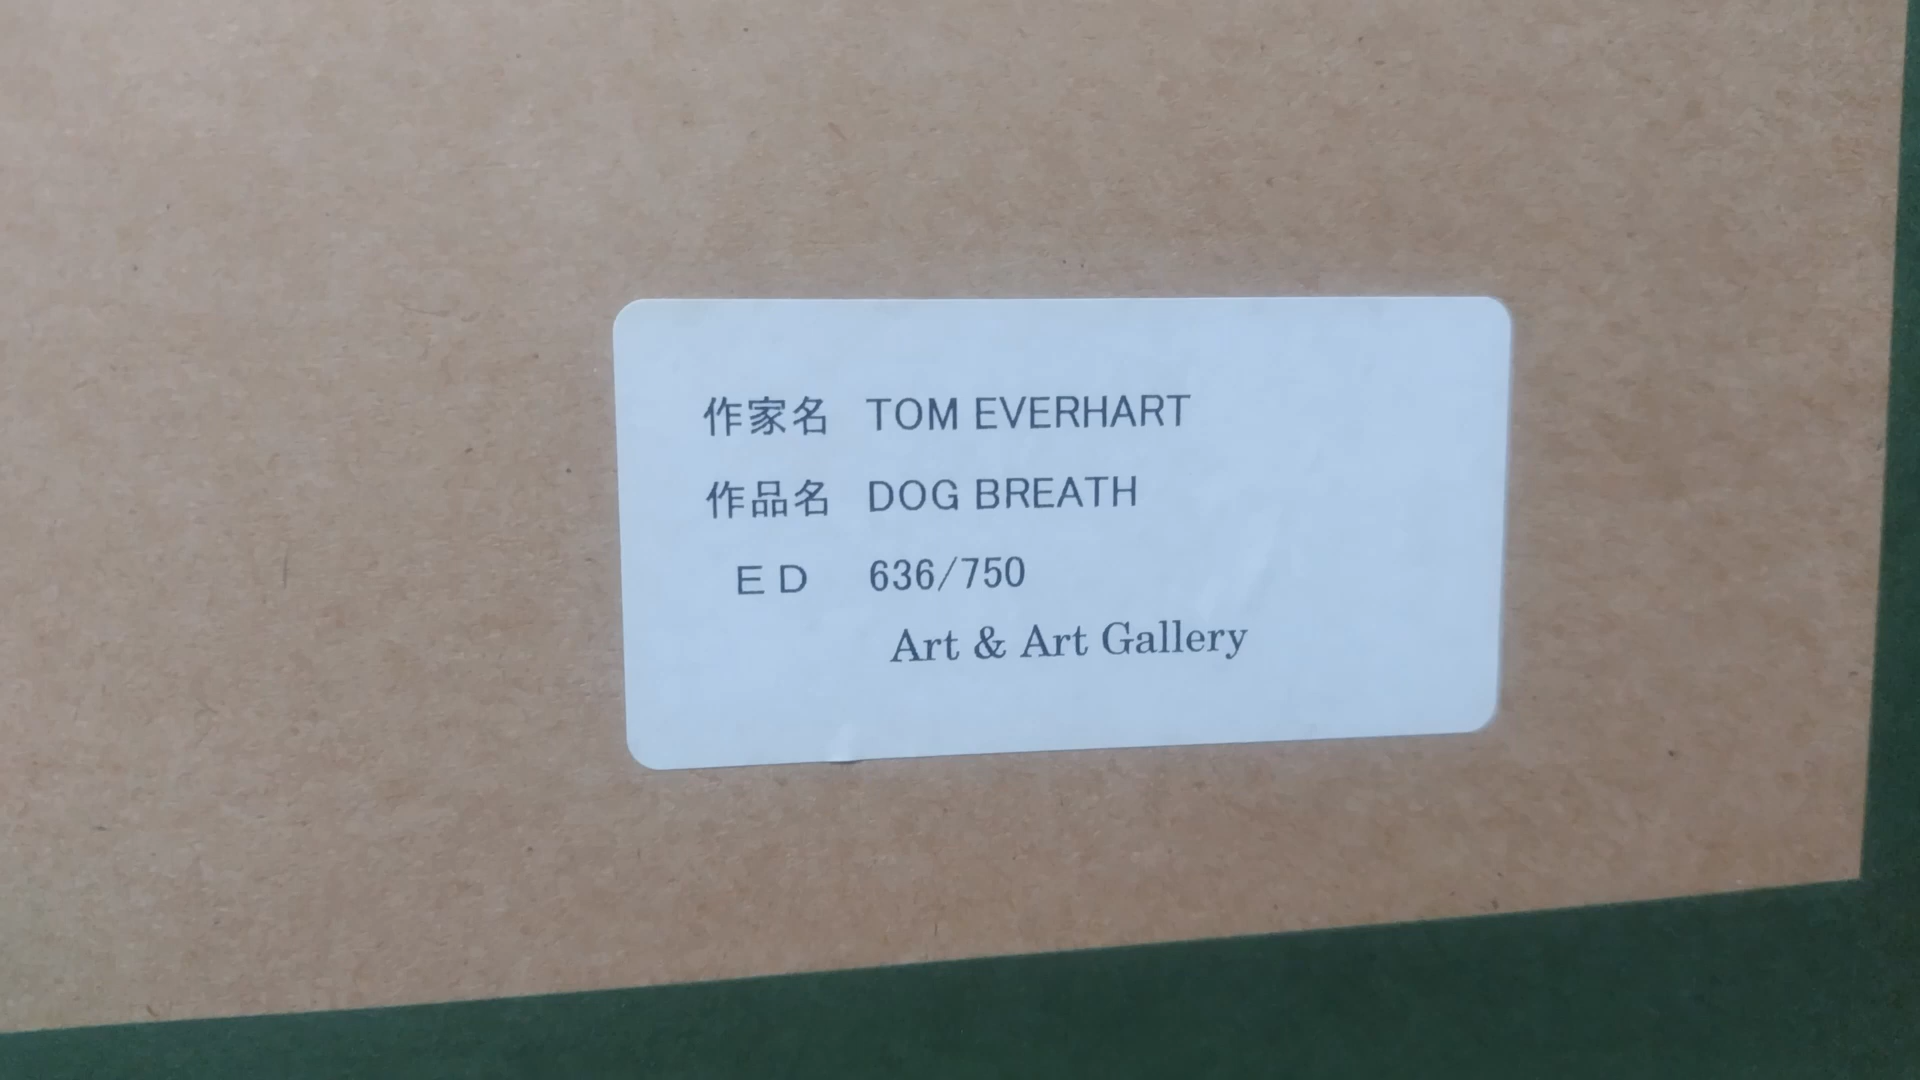 作家名 TOM EVERHART
作品名 DOG BREATH
ＥＤ 636/750
Art & Art Gallery